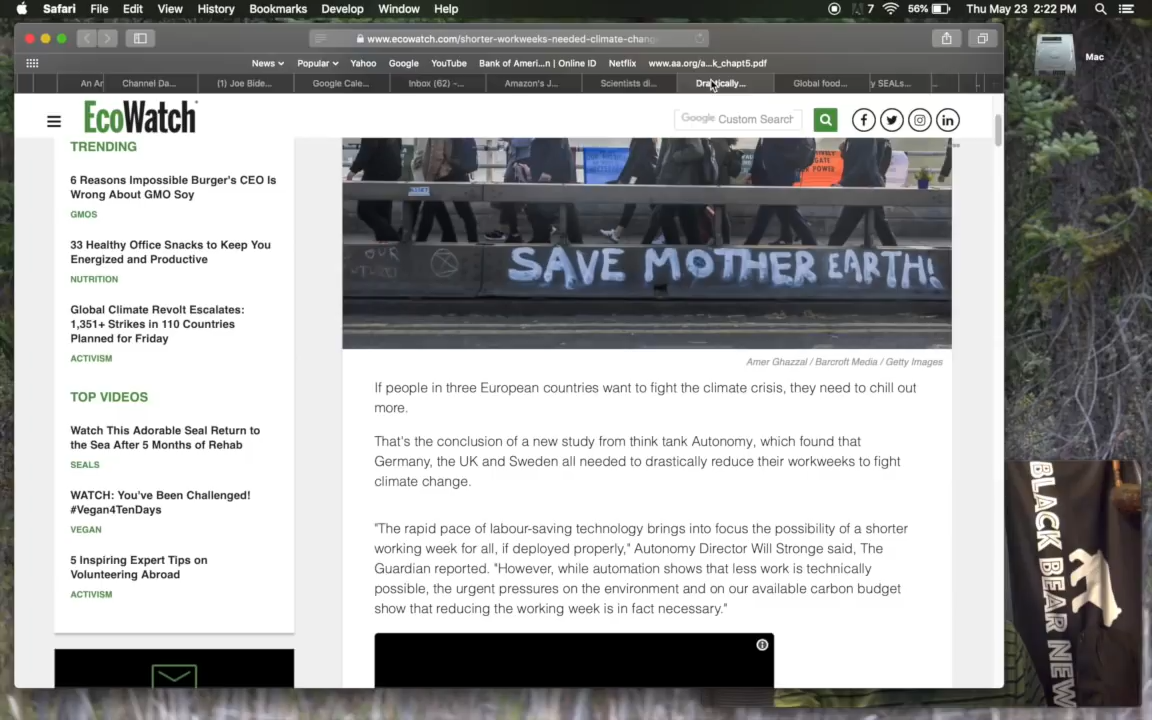 Safari File Edit View History Bookmarks Develop Window Help 7 56% Thu May 23 2:22 PM
www.ecowatch.com/shorter-workweeks-needed-climate-chang
News Popular Yahoo Google YouTube Bank of Ameri...n | Online ID Netflix www.aa.org/a...k_chapt5.pdf
An Ar Channel Da... (1) Joe Bide... Google Cale... Inbox (62) –... Amazon's J... Scientists di... Drastically... Global food... y SEALs...
Mac
EcoWatch
Google Custom Search
TRENDING
6 Reasons Impossible Burger's CEO Is
Wrong About GMO Soy
GMOS
33 Healthy Office Snacks to Keep You
Energized and Productive
NUTRITION
Global Climate Revolt Escalates:
1,351+ Strikes in 110 Countries
Planned for Friday
ACTIVISM
TOP VIDEOS
Watch This Adorable Seal Return to
the Sea After 5 Months of Rehab
SEALS
WATCH: You've Been Challenged!
#Vegan4TenDays
VEGAN
5 Inspiring Expert Tips on
Volunteering Abroad
ACTIVISM
OUR
FUTURE!
SAVE MOTHER EARTH!
Amer Ghazzal / Barcroft Media / Getty Images
If people in three European countries want to fight the climate crisis, they need to chill out
more.
That's the conclusion of a new study from think tank Autonomy, which found that
Germany, the UK and Sweden all needed to drastically reduce their workweeks to fight
climate change.
"The rapid pace of labour-saving technology brings into focus the possibility of a shorter
working week for all, if deployed properly," Autonomy Director Will Stronge said, The
Guardian reported. "However, while automation shows that less work is technically
possible, the urgent pressures on the environment and on our available carbon budget
show that reducing the working week is in fact necessary."
BLACK BEAR NEW